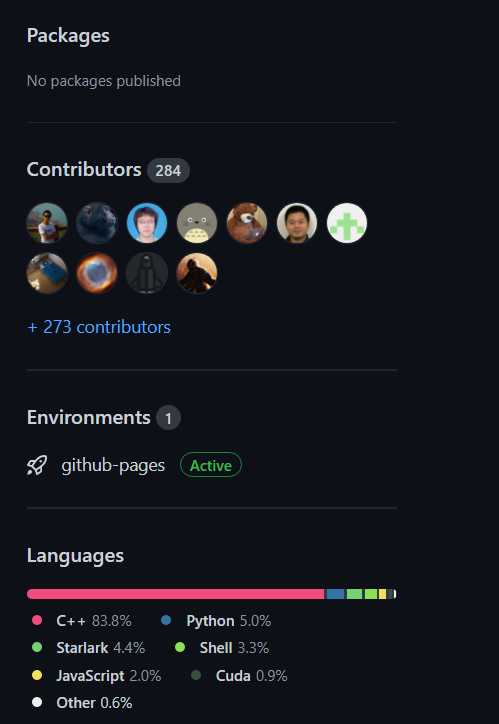 Packages
No packages published
Contributors 284
+ 273 contributors
Environments 1
github-pages Active
Languages
C++ 83.8% Python 5.0%
Starlark 4.4% Shell 3.3%
JavaScript 2.0% Cuda 0.9%
Other 0.6%